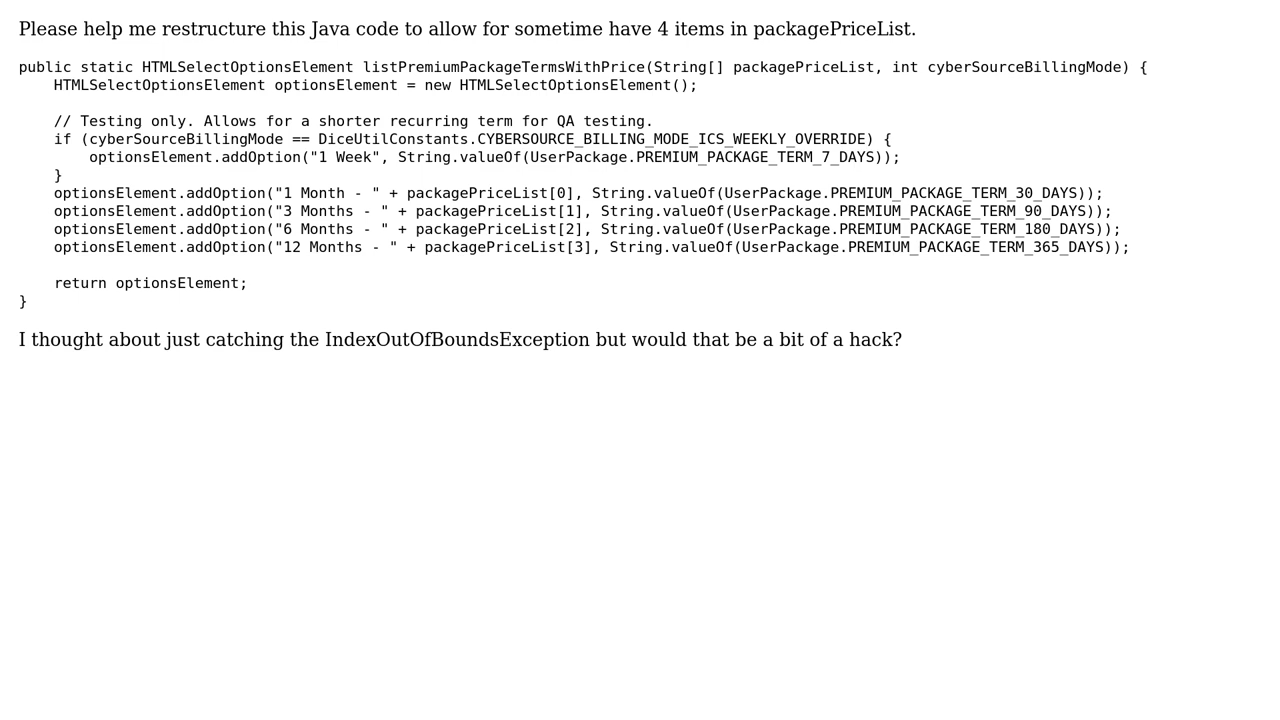 Please help me restructure this Java code to allow for sometime have 4 items in packagePriceList.
public static HTMLSelectOptionsElement listPremiumPackageTermsWithPrice(String[] packagePriceList, int cyberSourceBillingMode) {
    HTMLSelectOptionsElement optionsElement = new HTMLSelectOptionsElement();
    // Testing only. Allows for a shorter recurring term for QA testing.
    if (cyberSourceBillingMode == DiceUtilConstants.CYBERSOURCE_BILLING_MODE_ICS_WEEKLY_OVERRIDE) {
        optionsElement.addOption("1 Week", String.valueOf(UserPackage.PREMIUM_PACKAGE_TERM_7_DAYS));
    }
    optionsElement.addOption("1 Month - " + packagePriceList[0], String.valueOf(UserPackage.PREMIUM_PACKAGE_TERM_30_DAYS));
    optionsElement.addOption("3 Months - " + packagePriceList[1], String.valueOf(UserPackage.PREMIUM_PACKAGE_TERM_90_DAYS));
    optionsElement.addOption("6 Months - " + packagePriceList[2], String.valueOf(UserPackage.PREMIUM_PACKAGE_TERM_180_DAYS));
    optionsElement.addOption("12 Months - " + packagePriceList[3], String.valueOf(UserPackage.PREMIUM_PACKAGE_TERM_365_DAYS));
    return optionsElement;
}
I thought about just catching the IndexOutOfBoundsException but would that be a bit of a hack?